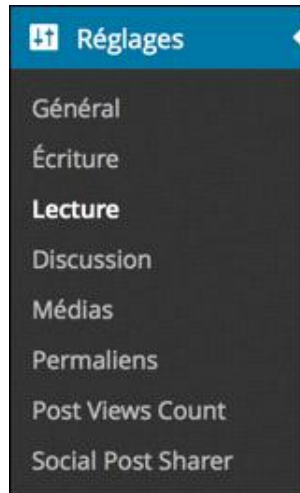 Réglages
Général
Écriture
Lecture
Discussion
Médias
Permaliens
Post Views Count
Social Post Sharer